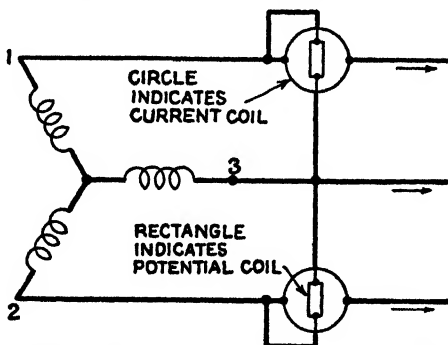 1
CIRCLE
INDICATES
CURRENT COIL
3
RECTANGLE
INDICATES
POTENTIAL COIL
2